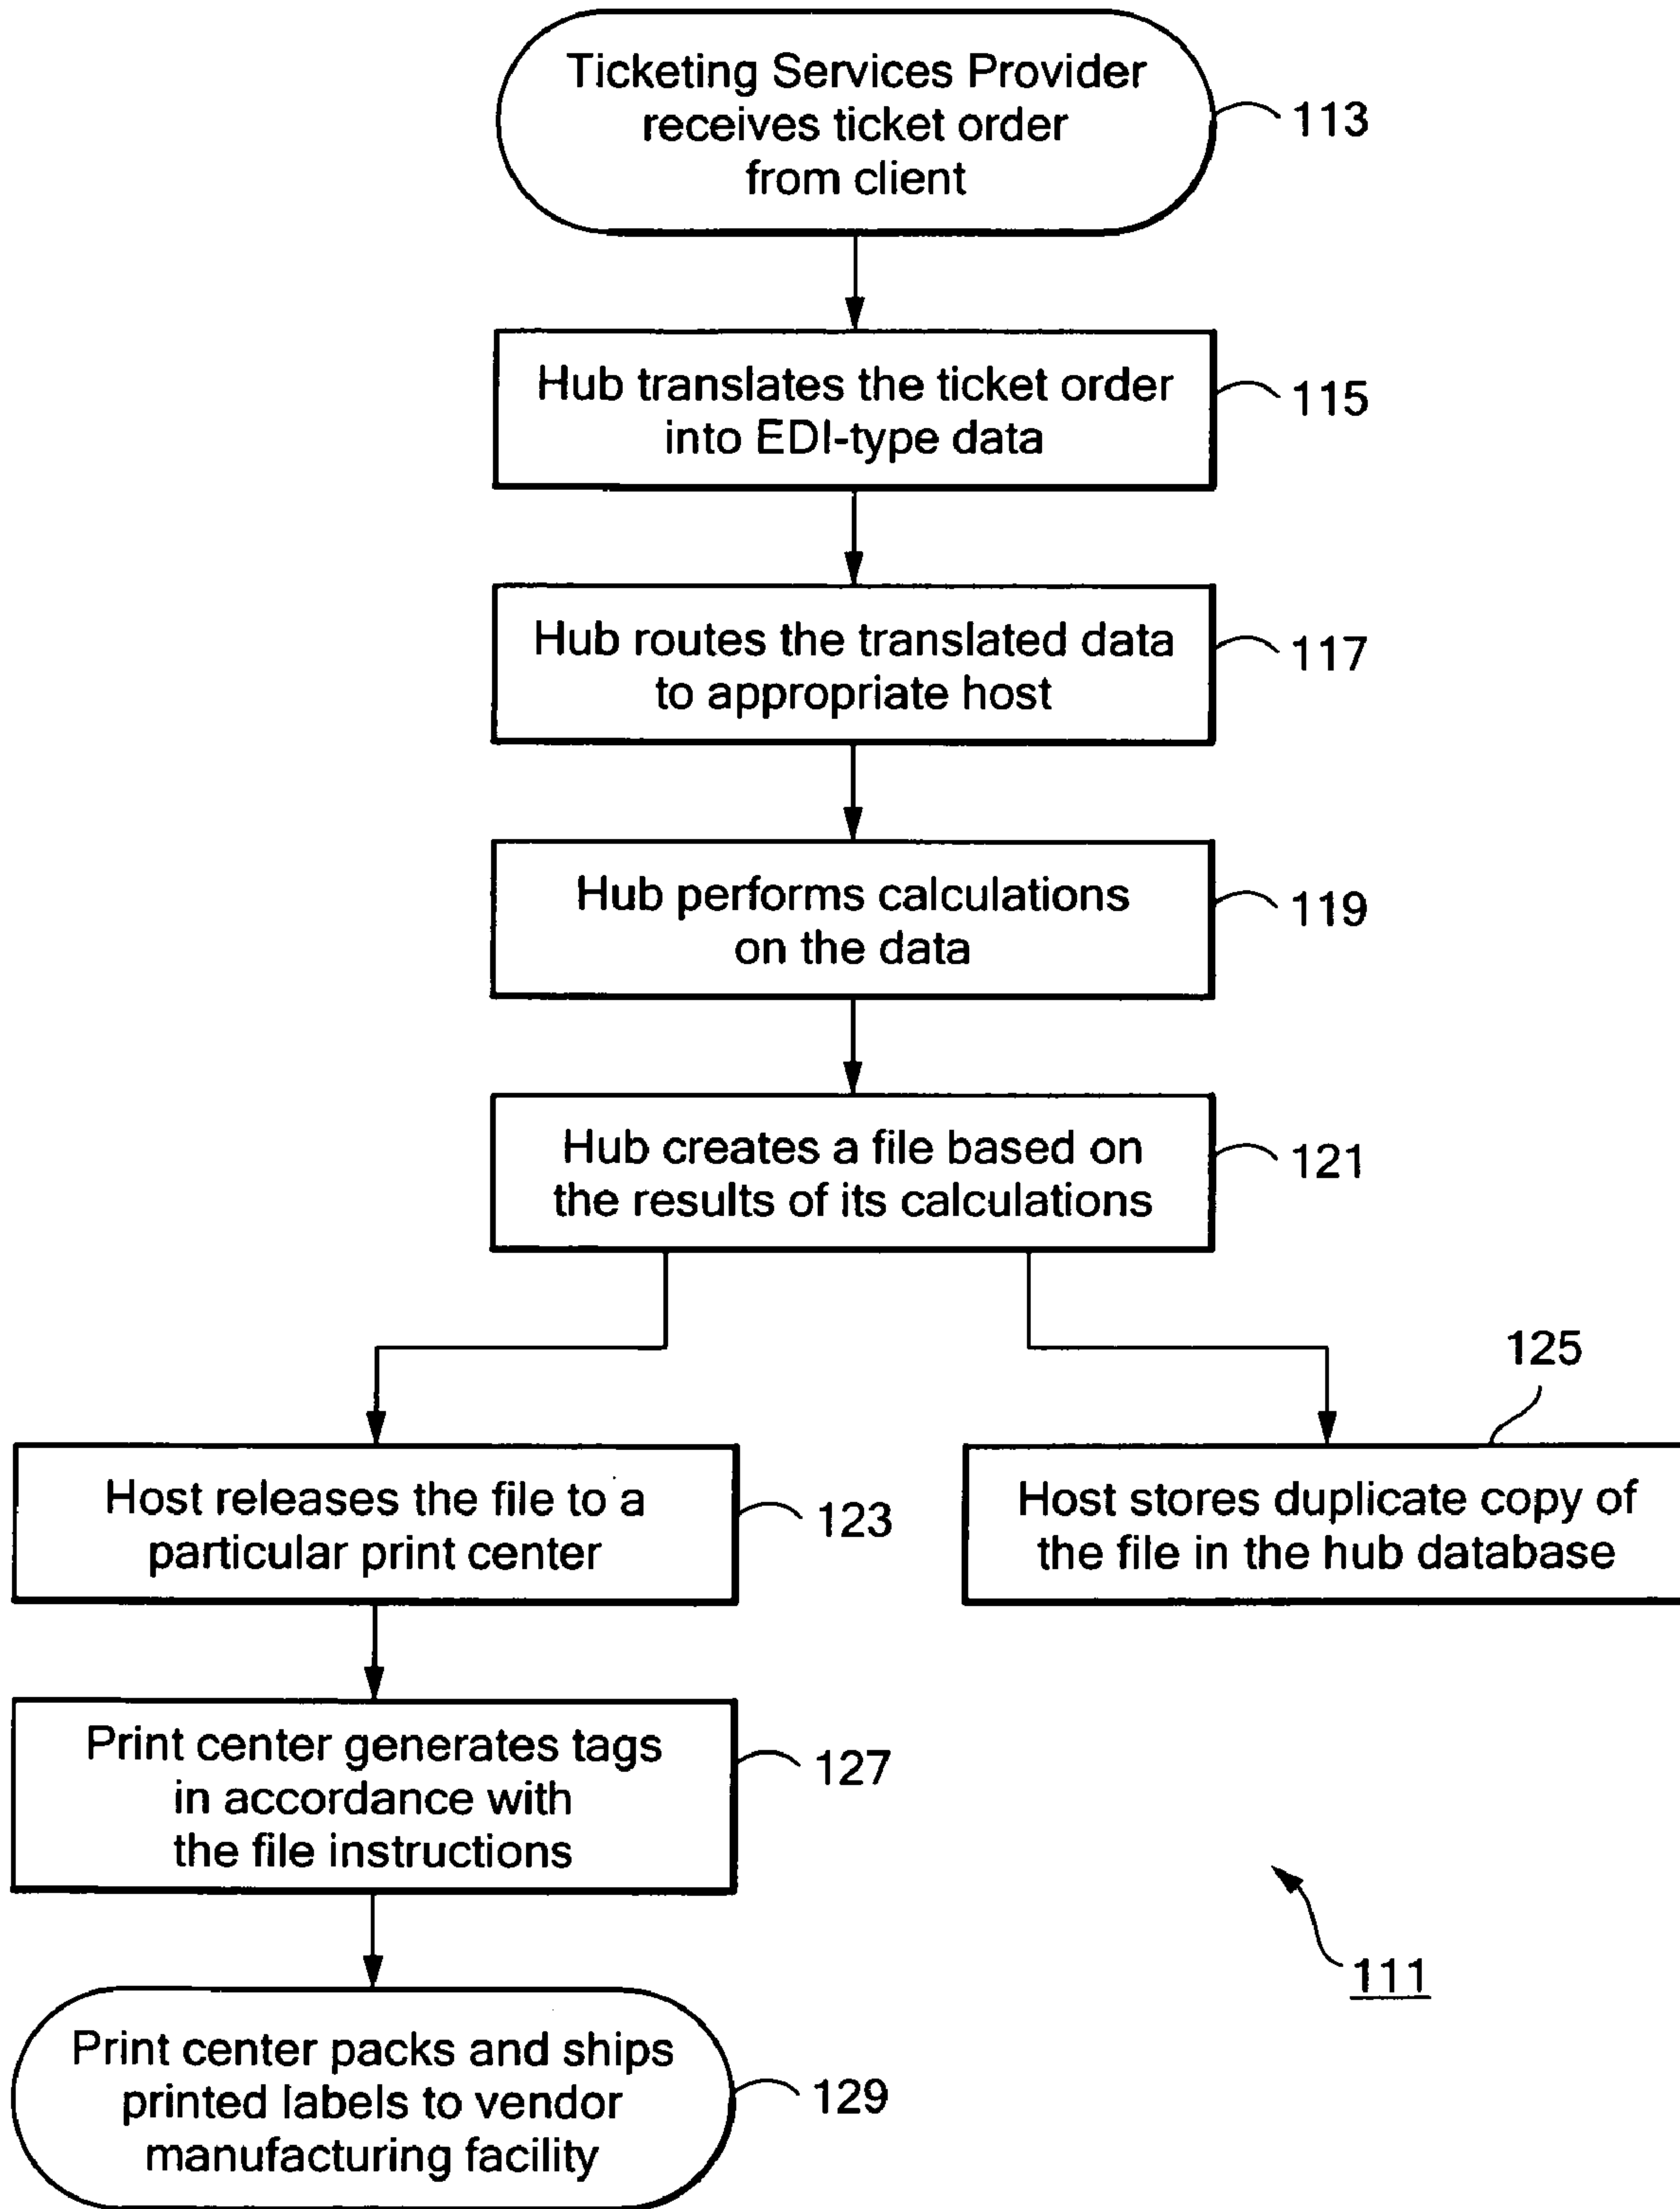 Ticketing Services Provider
receives ticket order
from client
113
Hub translates the ticket order
into EDI-type data
115
Hub routes the translated data
to appropriate host
117
Hub performs calculations
on the data
119
Hub creates a file based on
the results of its calculations
121
Host releases the file to a
particular print center
123
125
Host stores duplicate copy of
the file in the hub database
Print center generates tags
in accordance with
the file instructions
127
111
Print center packs and ships
printed labels to vendor
manufacturing facility
129